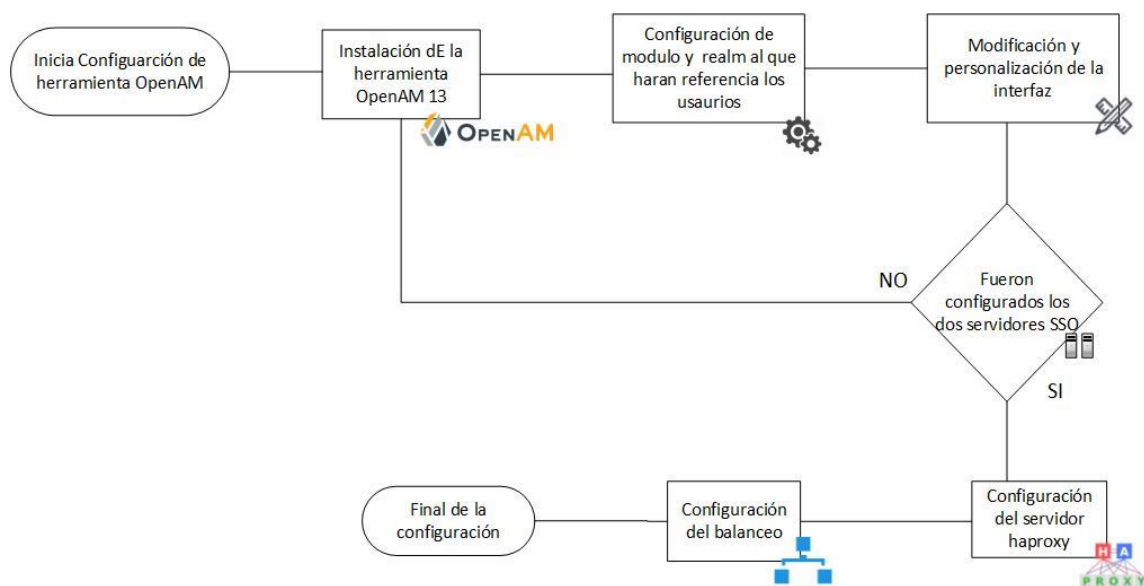 Inicia Configuarción de
herramienta OpenAM
Instalación dE la
herramienta
OpenAM 13
OPENAM
Configuración de
modulo y realm al que
haran referencia los
usaurios
Modificación y
personalización de la
interfaz
NO
Fueron
configurados los
dos servidores SSO
SI
Final de la
configuración
Configuración
del balanceo
Configuración
del servidor
haproxy
H A
PROXY